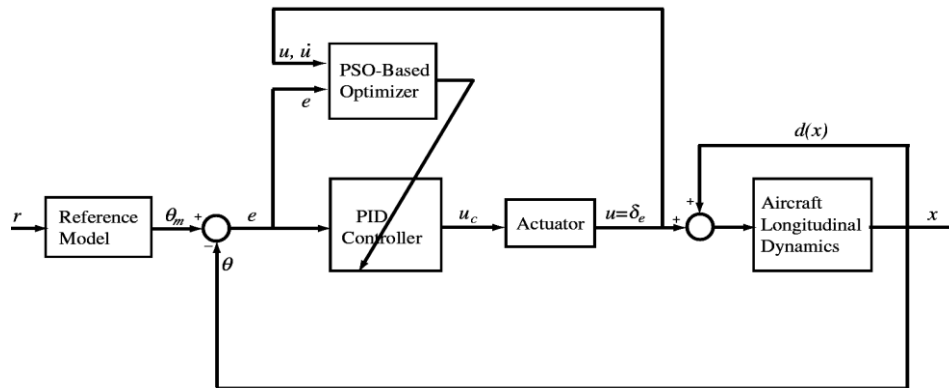 u, u̇
PSO-Based
Optimizer
e
d(x)
r
Reference
Model
θm
+
−
θ
e
PID
Controller
uc
Actuator
u=δe
+
+
Aircraft
Longitudinal
Dynamics
x